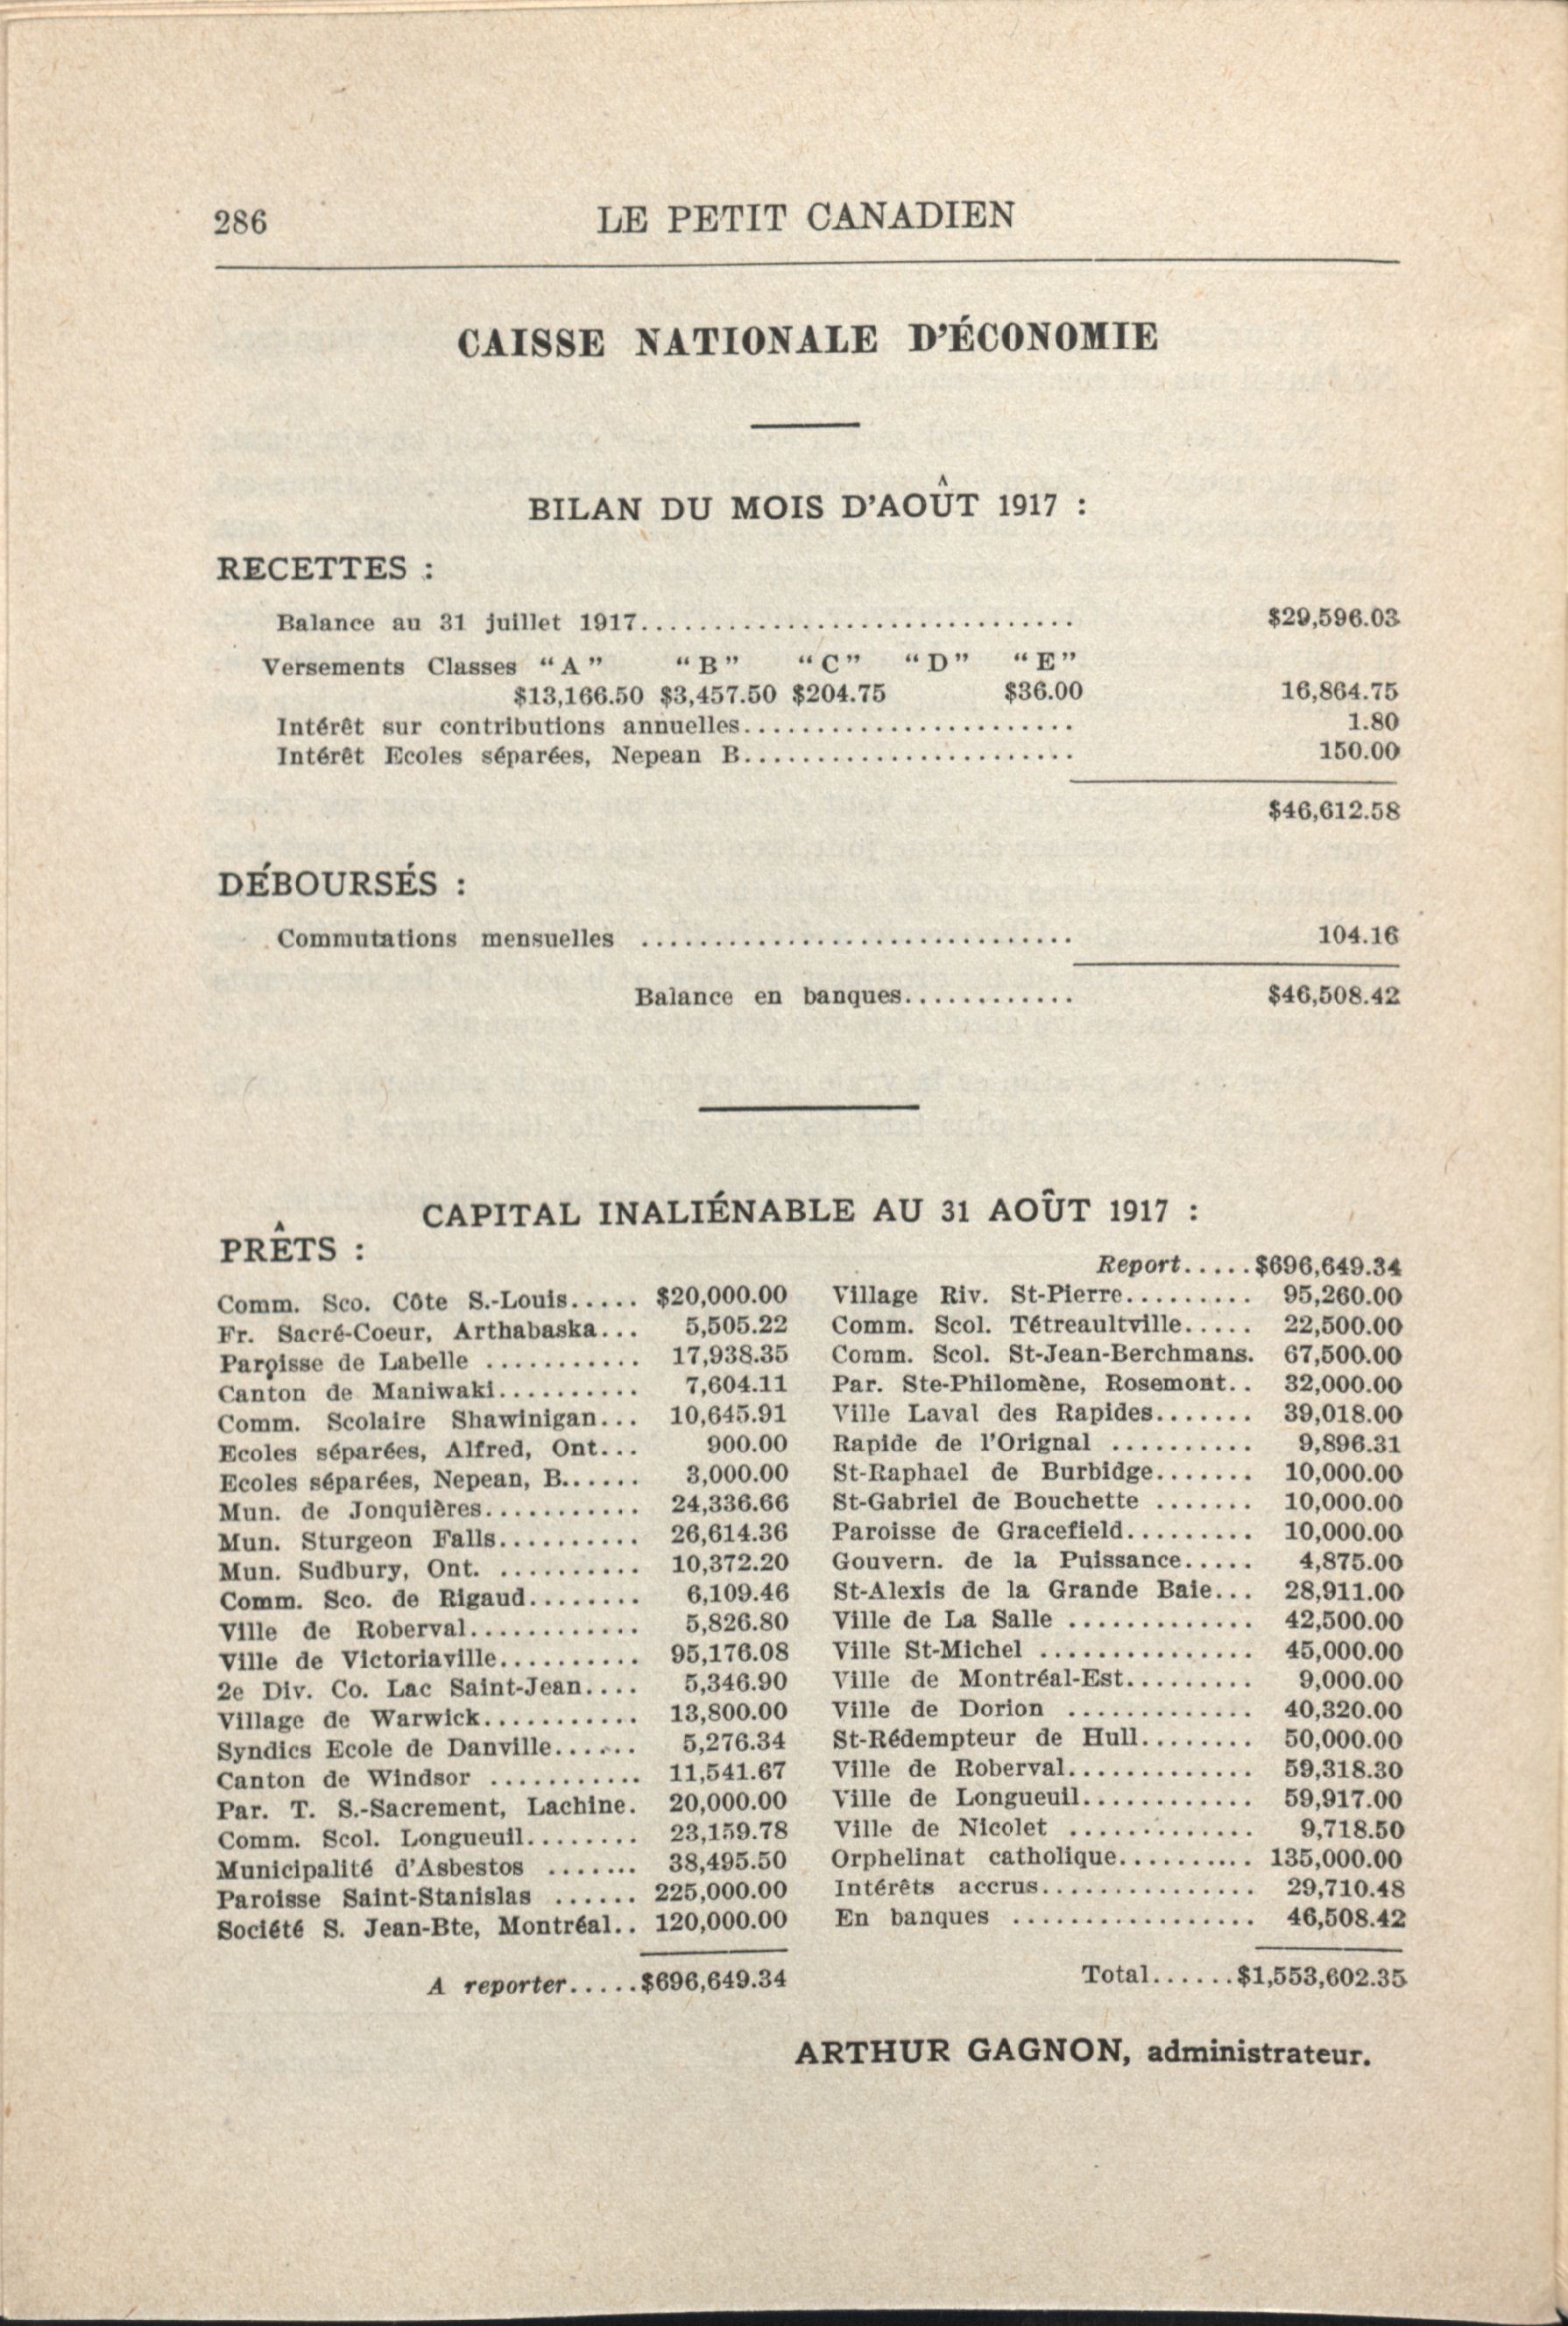 286
LE PETIT CANADIEN
CAISSE NATIONALE D'ÉCONOMIE
BILAN DU MOIS D'AOÛT 1917 :
RECETTES :
Balance au 31 juillet 1917.............................. $29,596.03
Versements Classes “A” “B” “C” “D” “E”
$13,166.50 $3,457.50 $204.75 $36.00 16,864.75
Intérêt sur contributions annuelles....................... 1.80
Intérêt Ecoles séparées, Nepean B....................... 150.00
$46,612.58
DÉBOURSÉS :
Commutations mensuelles .............................. 104.16
Balance en banques............ $46,508.42
CAPITAL INALIÉNABLE AU 31 AOÛT 1917 :
PRÊTS :
Comm. Sco. Côte S.-Louis..... $20,000.00
Fr. Sacré-Coeur, Arthabaska... 5,505.22
Paroisse de Labelle ........... 17,938.35
Canton de Maniwaki.......... 7,604.11
Comm. Scolaire Shawinigan... 10,645.91
Ecoles séparées, Alfred, Ont... 900.00
Ecoles séparées, Nepean, B...... 3,000.00
Mun. de Jonquières........... 24,336.66
Mun. Sturgeon Falls.......... 26,614.36
Mun. Sudbury, Ont. .......... 10,372.20
Comm. Sco. de Rigaud........ 6,109.46
Ville de Roberval............ 5,826.80
Ville de Victoriaville.......... 95,176.08
2e Div. Co. Lac Saint-Jean.... 5,346.90
Village de Warwick........... 13,800.00
Syndics Ecole de Danville...... 5,276.34
Canton de Windsor ........... 11,541.67
Par. T. S.-Sacrement, Lachine. 20,000.00
Comm. Scol. Longueuil........ 23,159.78
Municipalité d'Asbestos ....... 38,495.50
Paroisse Saint-Stanislas ...... 225,000.00
Société S. Jean-Bte, Montréal.. 120,000.00
A reporter.....$696,649.34
Report.....$696,649.34
Village Riv. St-Pierre......... 95,260.00
Comm. Scol. Tétreaultville..... 22,500.00
Comm. Scol. St-Jean-Berchmans. 67,500.00
Par. Ste-Philomène, Rosemont.. 32,000.00
Ville Laval des Rapides....... 39,018.00
Rapide de l'Orignal .......... 9,896.31
St-Raphael de Burbidge....... 10,000.00
St-Gabriel de Bouchette ....... 10,000.00
Paroisse de Gracefield......... 10,000.00
Gouvern. de la Puissance..... 4,875.00
St-Alexis de la Grande Baie... 28,911.00
Ville de La Salle ............. 42,500.00
Ville St-Michel ............... 45,000.00
Ville de Montréal-Est......... 9,000.00
Ville de Dorion ............. 40,320.00
St-Rédempteur de Hull........ 50,000.00
Ville de Roberval............. 59,318.30
Ville de Longueuil............ 59,917.00
Ville de Nicolet ............. 9,718.50
Orphelinat catholique.......... 135,000.00
Intérêts accrus............... 29,710.48
En banques ................. 46,508.42
Total......$1,553,602.35
ARTHUR GAGNON, administrateur.